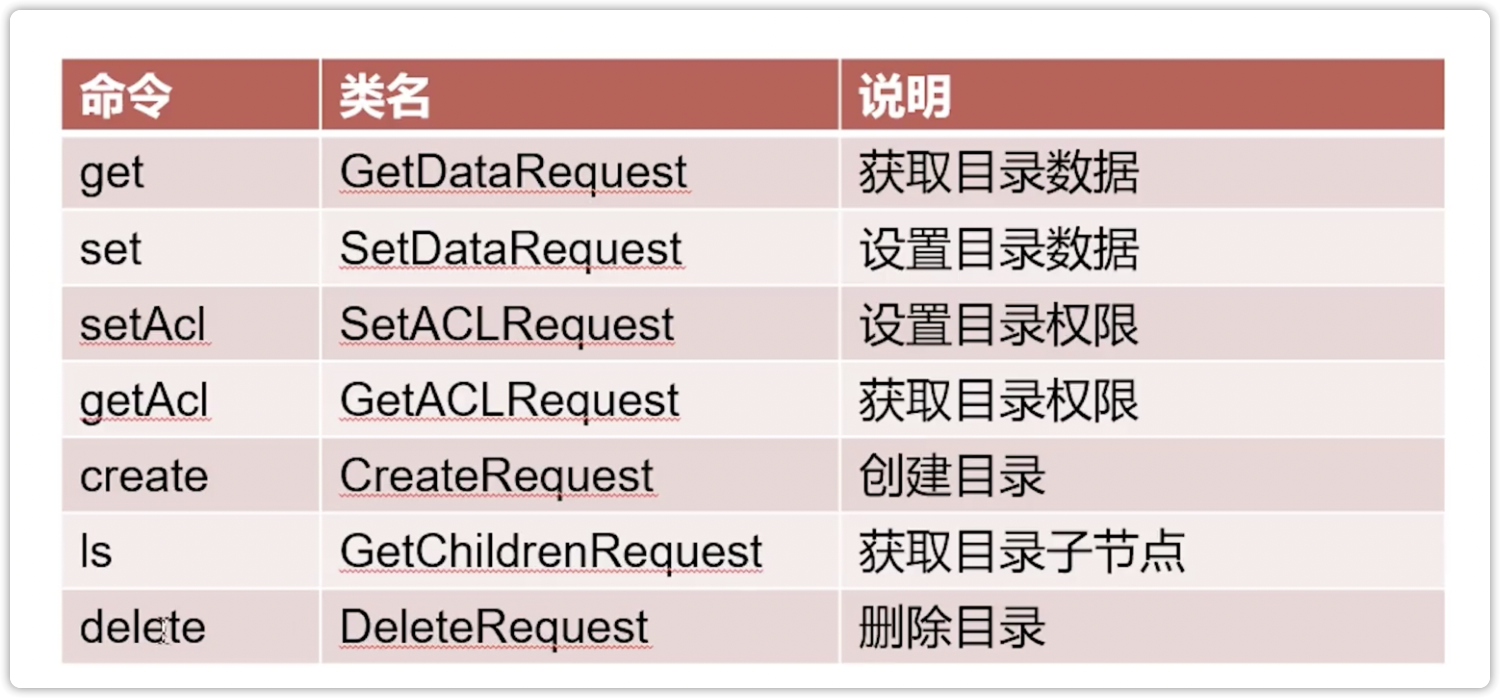 命令 类名 说明
get GetDataRequest 获取目录数据
set SetDataRequest 设置目录数据
setAcl SetACLRequest 设置目录权限
getAcl GetACLRequest 获取目录权限
create CreateRequest 创建目录
ls GetChildrenRequest 获取目录子节点
delete DeleteRequest 删除目录